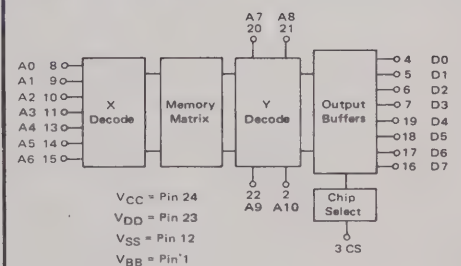 A7 A8
20 21
A0 8
A1 9
A2 10
A3 11
A4 13
A5 14
A6 15
X Decode
Memory Matrix
Y Decode
Output Buffers
4 D0
5 D1
6 D2
7 D3
19 D4
18 D5
17 D6
16 D7
22 2
A9 A10
Chip Select
3 CS
VCC = Pin 24
VDD = Pin 23
VSS = Pin 12
VBB = Pin 1